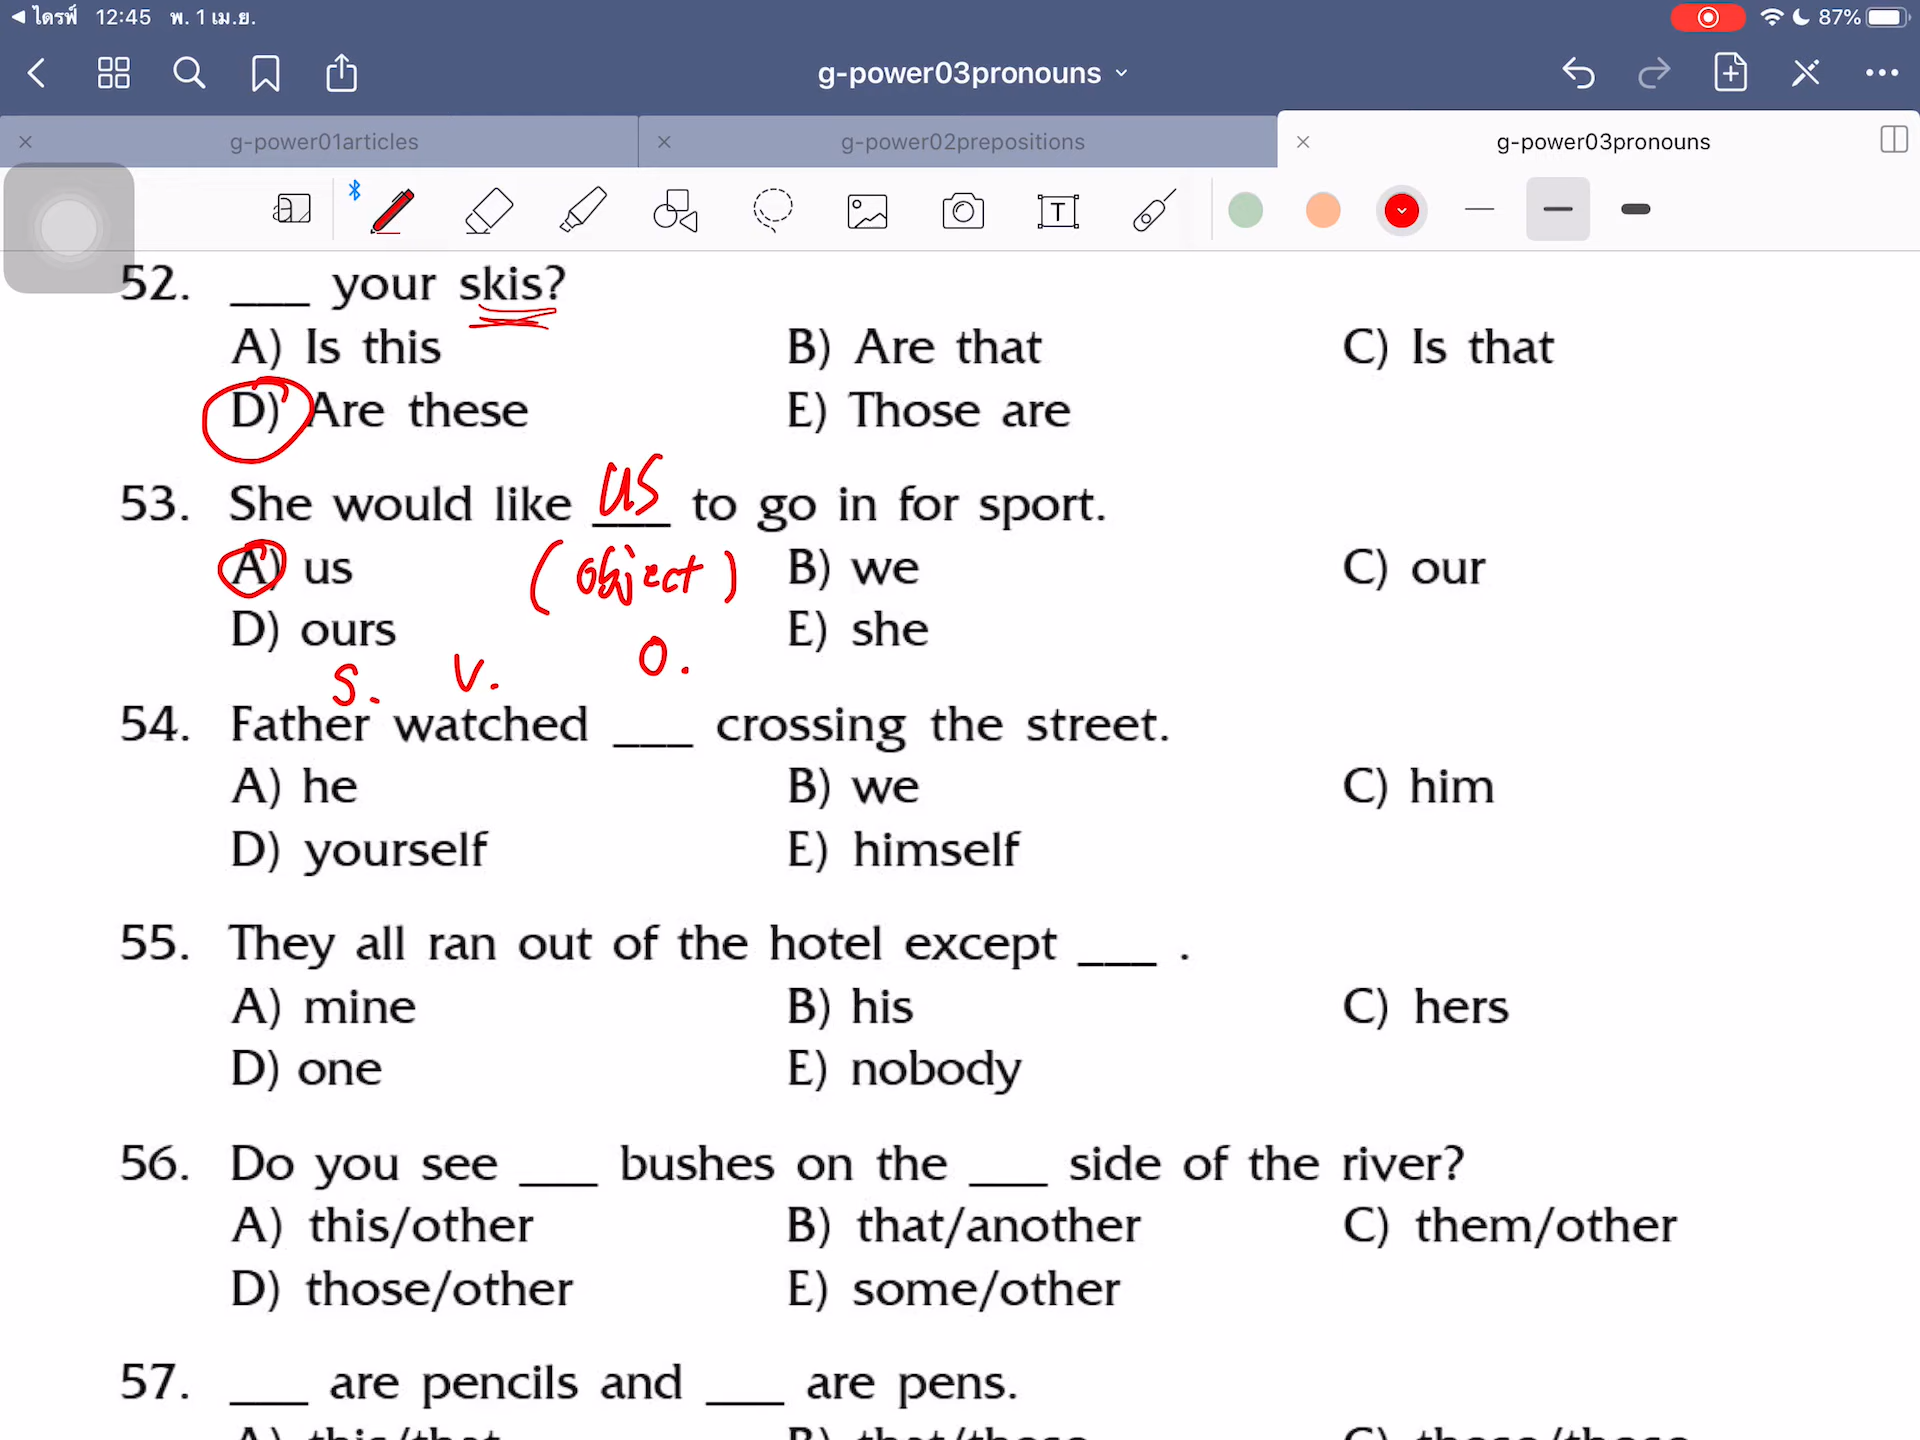 ◀ ไดรฟ์ 12:45 พ. 1 เม.ย. 87%
g-power03pronouns
g-power01articles g-power02prepositions g-power03pronouns
52. ___ your skis?
A) Is this B) Are that C) Is that
D) Are these E) Those are
us
53. She would like ___ to go in for sport.
A) us (object) B) we C) our
D) ours E) she
S. V. O.
54. Father watched ___ crossing the street.
A) he B) we C) him
D) yourself E) himself
55. They all ran out of the hotel except ___ .
A) mine B) his C) hers
D) one E) nobody
56. Do you see ___ bushes on the ___ side of the river?
A) this/other B) that/another C) them/other
D) those/other E) some/other
57. ___ are pencils and ___ are pens.
A) this/that B) that/these